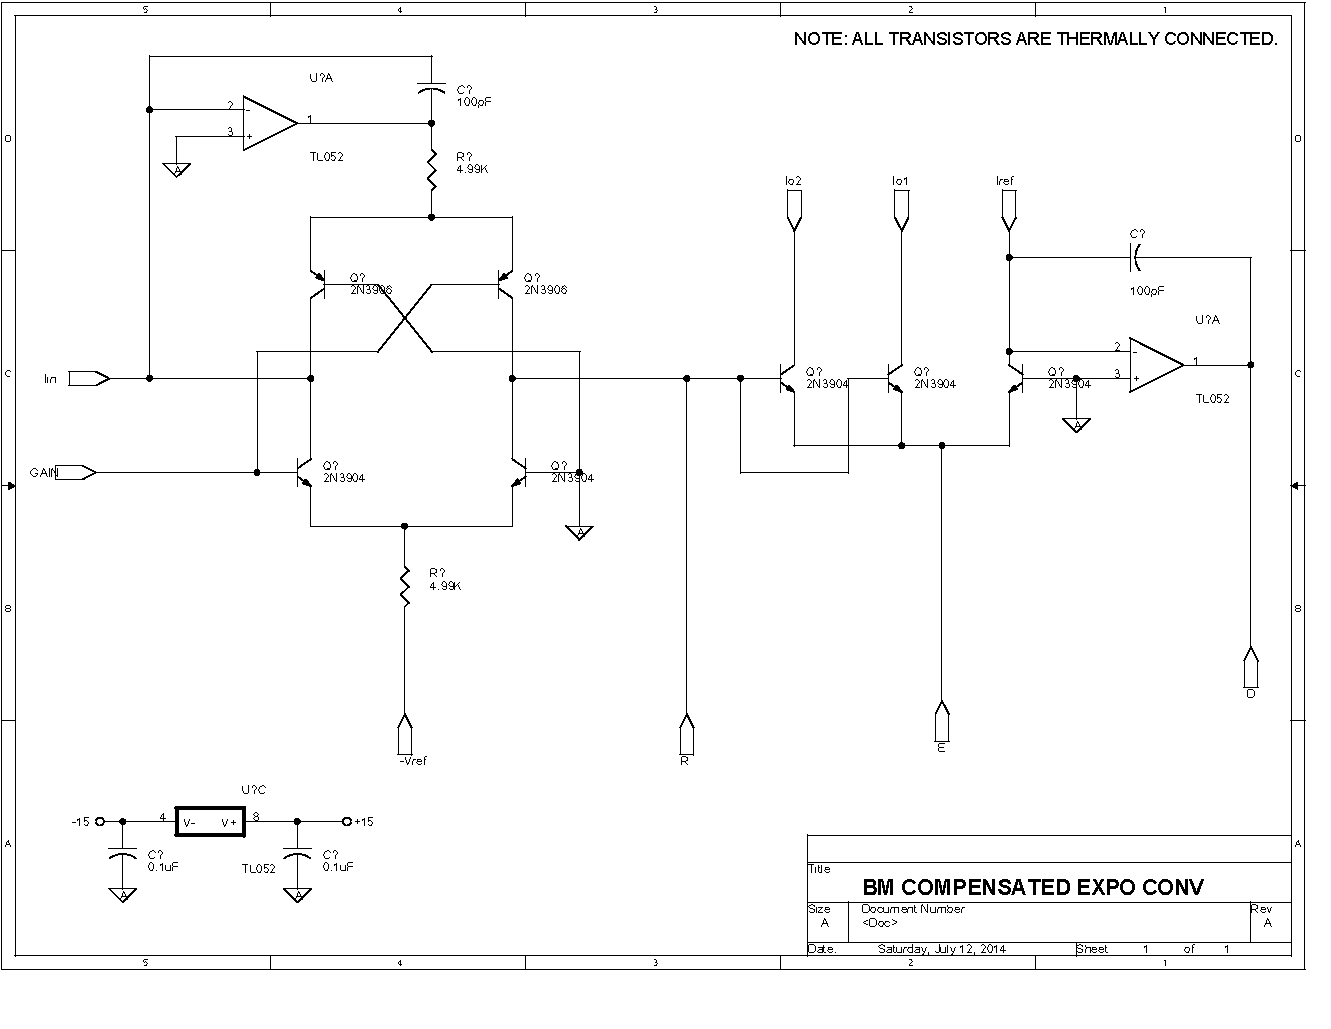 5 4 3 2 1
NOTE: ALL TRANSISTORS ARE THERMALLY CONNECTED.
U?A
C?
100pF
2
-
1
3
+
D
D
A
TL052
R?
4.99K
Io2
Io1
Iref
C?
100pF
Q?
2N3906
Q?
2N3906
U?A
2
-
1
3
+
C
C
Iin
Q?
2N3904
Q?
2N3904
Q?
2N3904
TL052
A
GAIN
Q?
2N3904
Q?
2N3904
A
R?
4.99K
B
B
O
E
-Vref
R
U?C
-15
4
V-
V+
8
+15
A
A
C?
0.1uF
TL052
C?
0.1uF
A
A
Title
BM COMPENSATED EXPO CONV
Size
A
Document Number
<Doc>
Rev
A
Date:
Saturday, July 12, 2014
Sheet
1 of 1
5 4 3 2 1